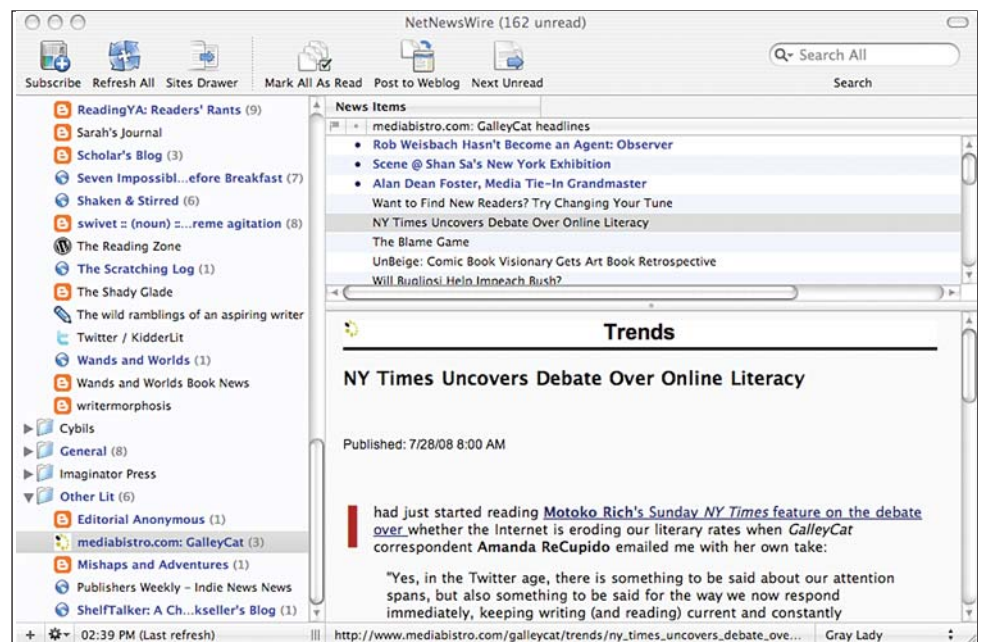 NetNewsWire (162 unread)
Subscribe Refresh All Sites Drawer Mark All As Read Post to Weblog Next Unread
Search All
Search
ReadingYA: Readers' Rants (9)
Sarah's Journal
Scholar's Blog (3)
Seven Impossibl...efore Breakfast (7)
Shaken & Stirred (6)
swivet :: (noun) ::...reme agitation (8)
The Reading Zone
The Scratching Log (1)
The Shady Glade
The wild ramblings of an aspiring writer
Twitter / KidderLit
Wands and Worlds (1)
Wands and Worlds Book News
writermorphosis
Cybils
General (8)
Imaginator Press
Other Lit (6)
Editorial Anonymous (1)
mediabistro.com: GalleyCat (3)
Mishaps and Adventures (1)
Publishers Weekly – Indie News News
ShelfTalker: A Ch...kseller's Blog (1)
02:39 PM (Last refresh)
News Items
mediabistro.com: GalleyCat headlines
Rob Weisbach Hasn't Become an Agent: Observer
Scene @ Shan Sa's New York Exhibition
Alan Dean Foster, Media Tie-In Grandmaster
Want to Find New Readers? Try Changing Your Tune
NY Times Uncovers Debate Over Online Literacy
The Blame Game
UnBeige: Comic Book Visionary Gets Art Book Retrospective
Will Bugliosi Help Impeach Bush?
Trends
NY Times Uncovers Debate Over Online Literacy
Published: 7/28/08 8:00 AM
I had just started reading Motoko Rich's Sunday NY Times feature on the debate
over whether the Internet is eroding our literary rates when GalleyCat
correspondent Amanda ReCupido emailed me with her own take:
"Yes, in the Twitter age, there is something to be said about our attention
spans, but also something to be said for the way we now respond
immediately, keeping writing (and reading) current and constantly
http://www.mediabistro.com/galleycat/trends/ny_times_uncovers_debate_ove...
Gray Lady